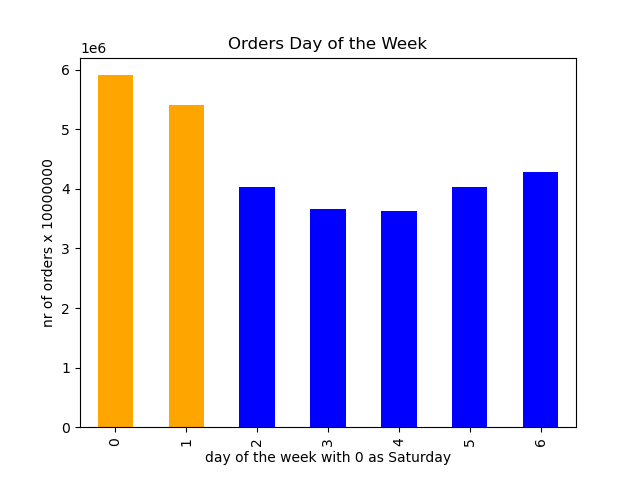 Orders Day of the Week
1e6
6
5
4
3
2
1
0
nr of orders x 10000000
0 1 2 3 4 5 6
day of the week with 0 as Saturday